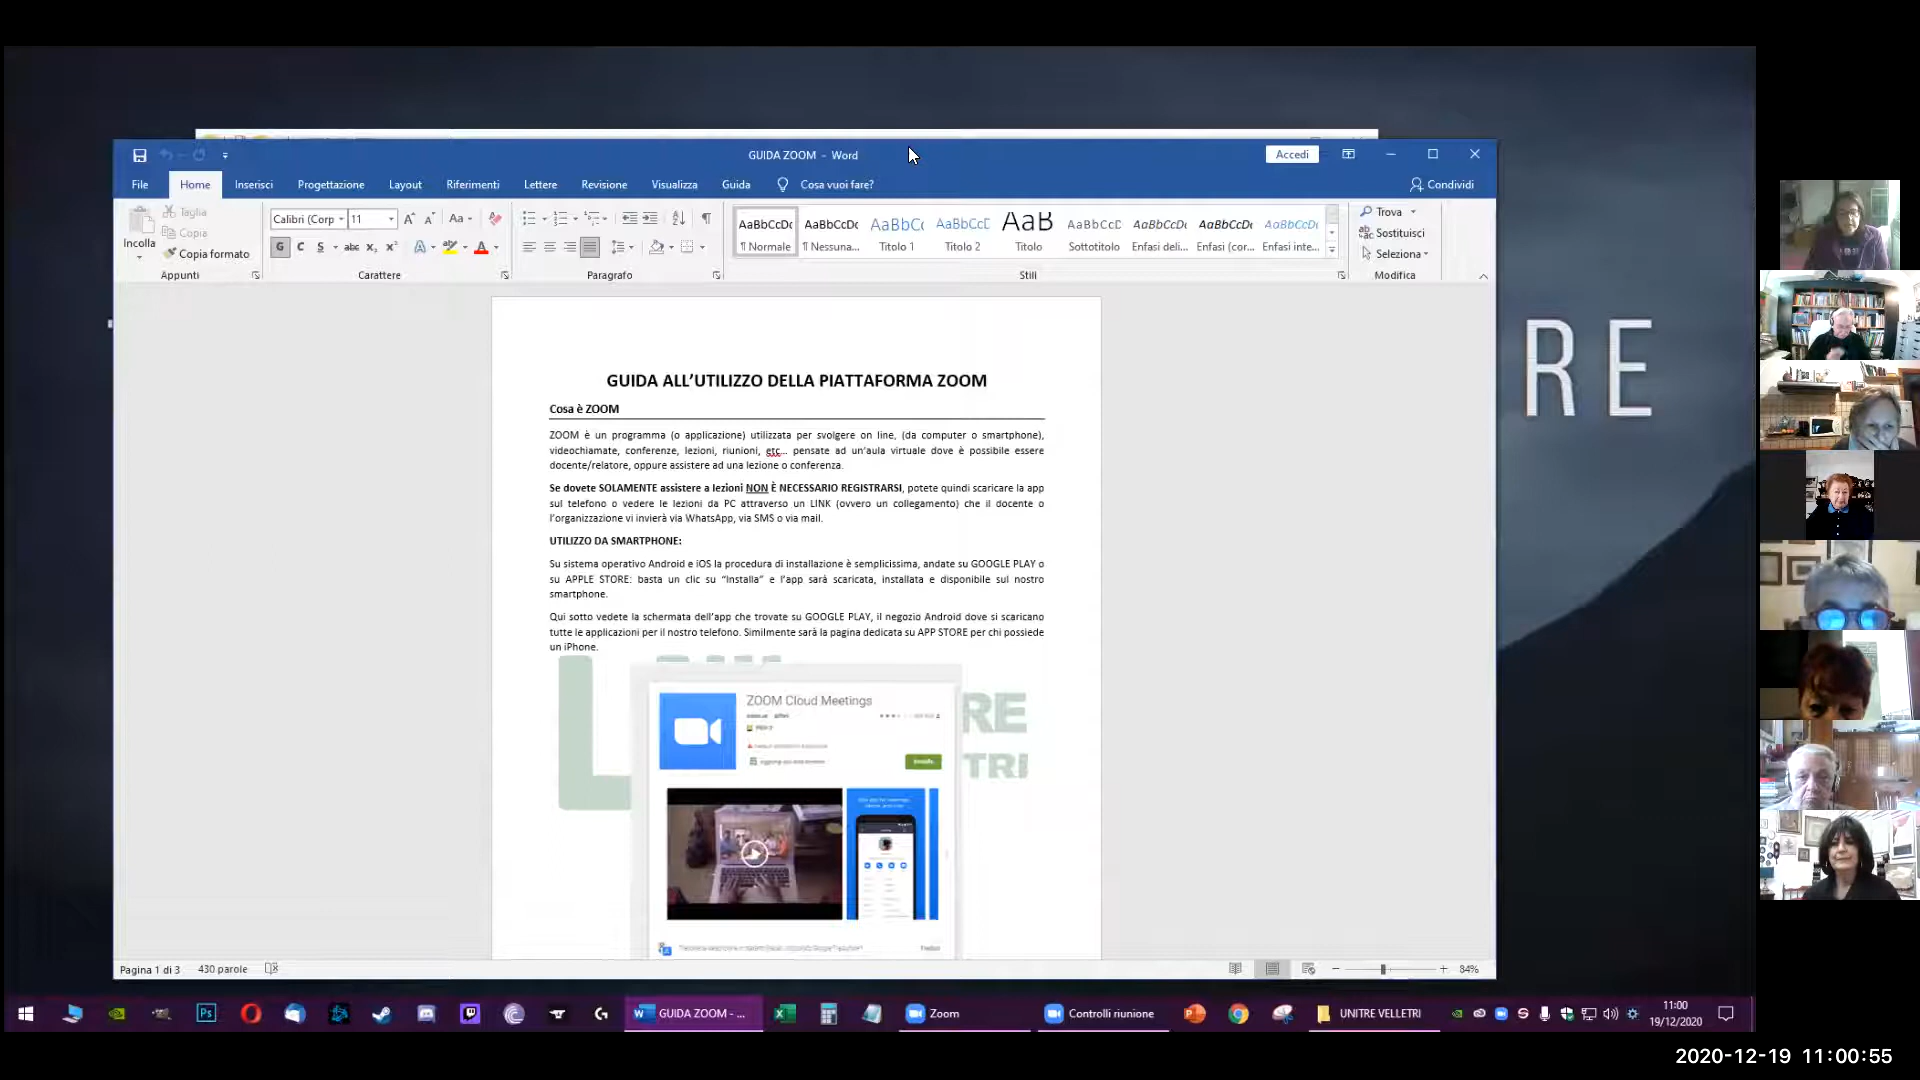 GUIDA ZOOM - Word
Accedi
File Home Inserisci Progettazione Layout Riferimenti Lettere Revisione Visualizza Guida Cosa vuoi fare? Condividi
Incolla
Taglia
Copia
Copia formato
Appunti
Calibri (Corp 11
Aa
G C S abc x₂ x²
Carattere
Paragrafo
AaBbCcDc AaBbCcDc AaBbCc AaBbCcE AaB AaBbCcD AaBbCcDc AaBbCcDc AaBbCcDc
¶ Normale ¶ Nessuna... Titolo 1 Titolo 2 Titolo Sottotitolo Enfasi deli... Enfasi (cor... Enfasi inte...
Stili
Trova
Sostituisci
Seleziona
Modifica
RE
GUIDA ALL'UTILIZZO DELLA PIATTAFORMA ZOOM
Cosa è ZOOM
ZOOM è un programma (o applicazione) utilizzata per svolgere on line, (da computer o smartphone),
videochiamate, conferenze, lezioni, riunioni, etc... pensate ad un'aula virtuale dove è possibile essere
docente/relatore, oppure assistere ad una lezione o conferenza.
Se dovete SOLAMENTE assistere a lezioni NON È NECESSARIO REGISTRARSI, potete quindi scaricare la app
sul telefono o vedere le lezioni da PC attraverso un LINK (ovvero un collegamento) che il docente o
l'organizzazione vi invierà via WhatsApp, via SMS o via mail.
UTILIZZO DA SMARTPHONE:
Su sistema operativo Android e iOS la procedura di installazione è semplicissima, andate su GOOGLE PLAY o
su APPLE STORE: basta un clic su "Installa" e l'app sarà scaricata, installata e disponibile sul nostro
smartphone.
Qui sotto vedete la schermata dell'app che trovate su GOOGLE PLAY, il negozio Android dove si scaricano
tutte le applicazioni per il nostro telefono. Similmente sarà la pagina dedicata su APP STORE per chi possiede
un iPhone.
ZOOM Cloud Meetings
RE
TRI
Pagina 1 di 3 430 parole
84%
Ps
GUIDA ZOOM - ...
Zoom
Controlli riunione
UNITRE VELLETRI
11:00
19/12/2020
2020-12-19 11:00:55